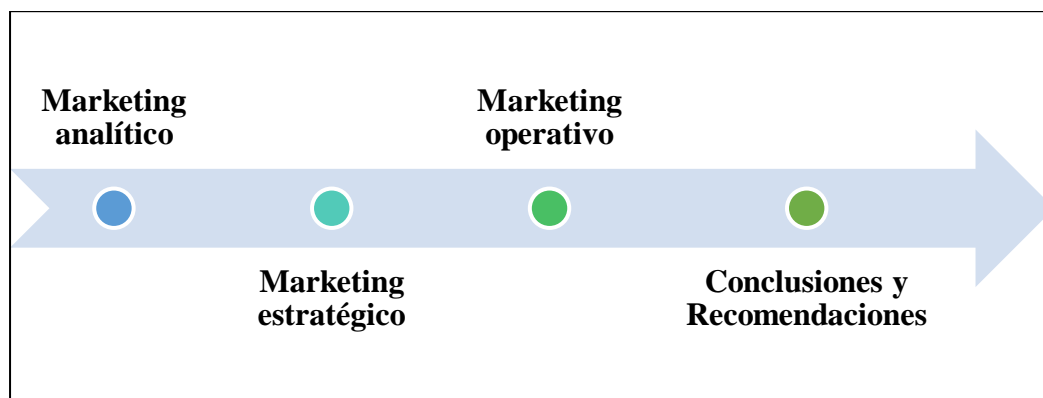 Marketing
analítico
Marketing
estratégico
Marketing
operativo
Conclusiones y
Recomendaciones